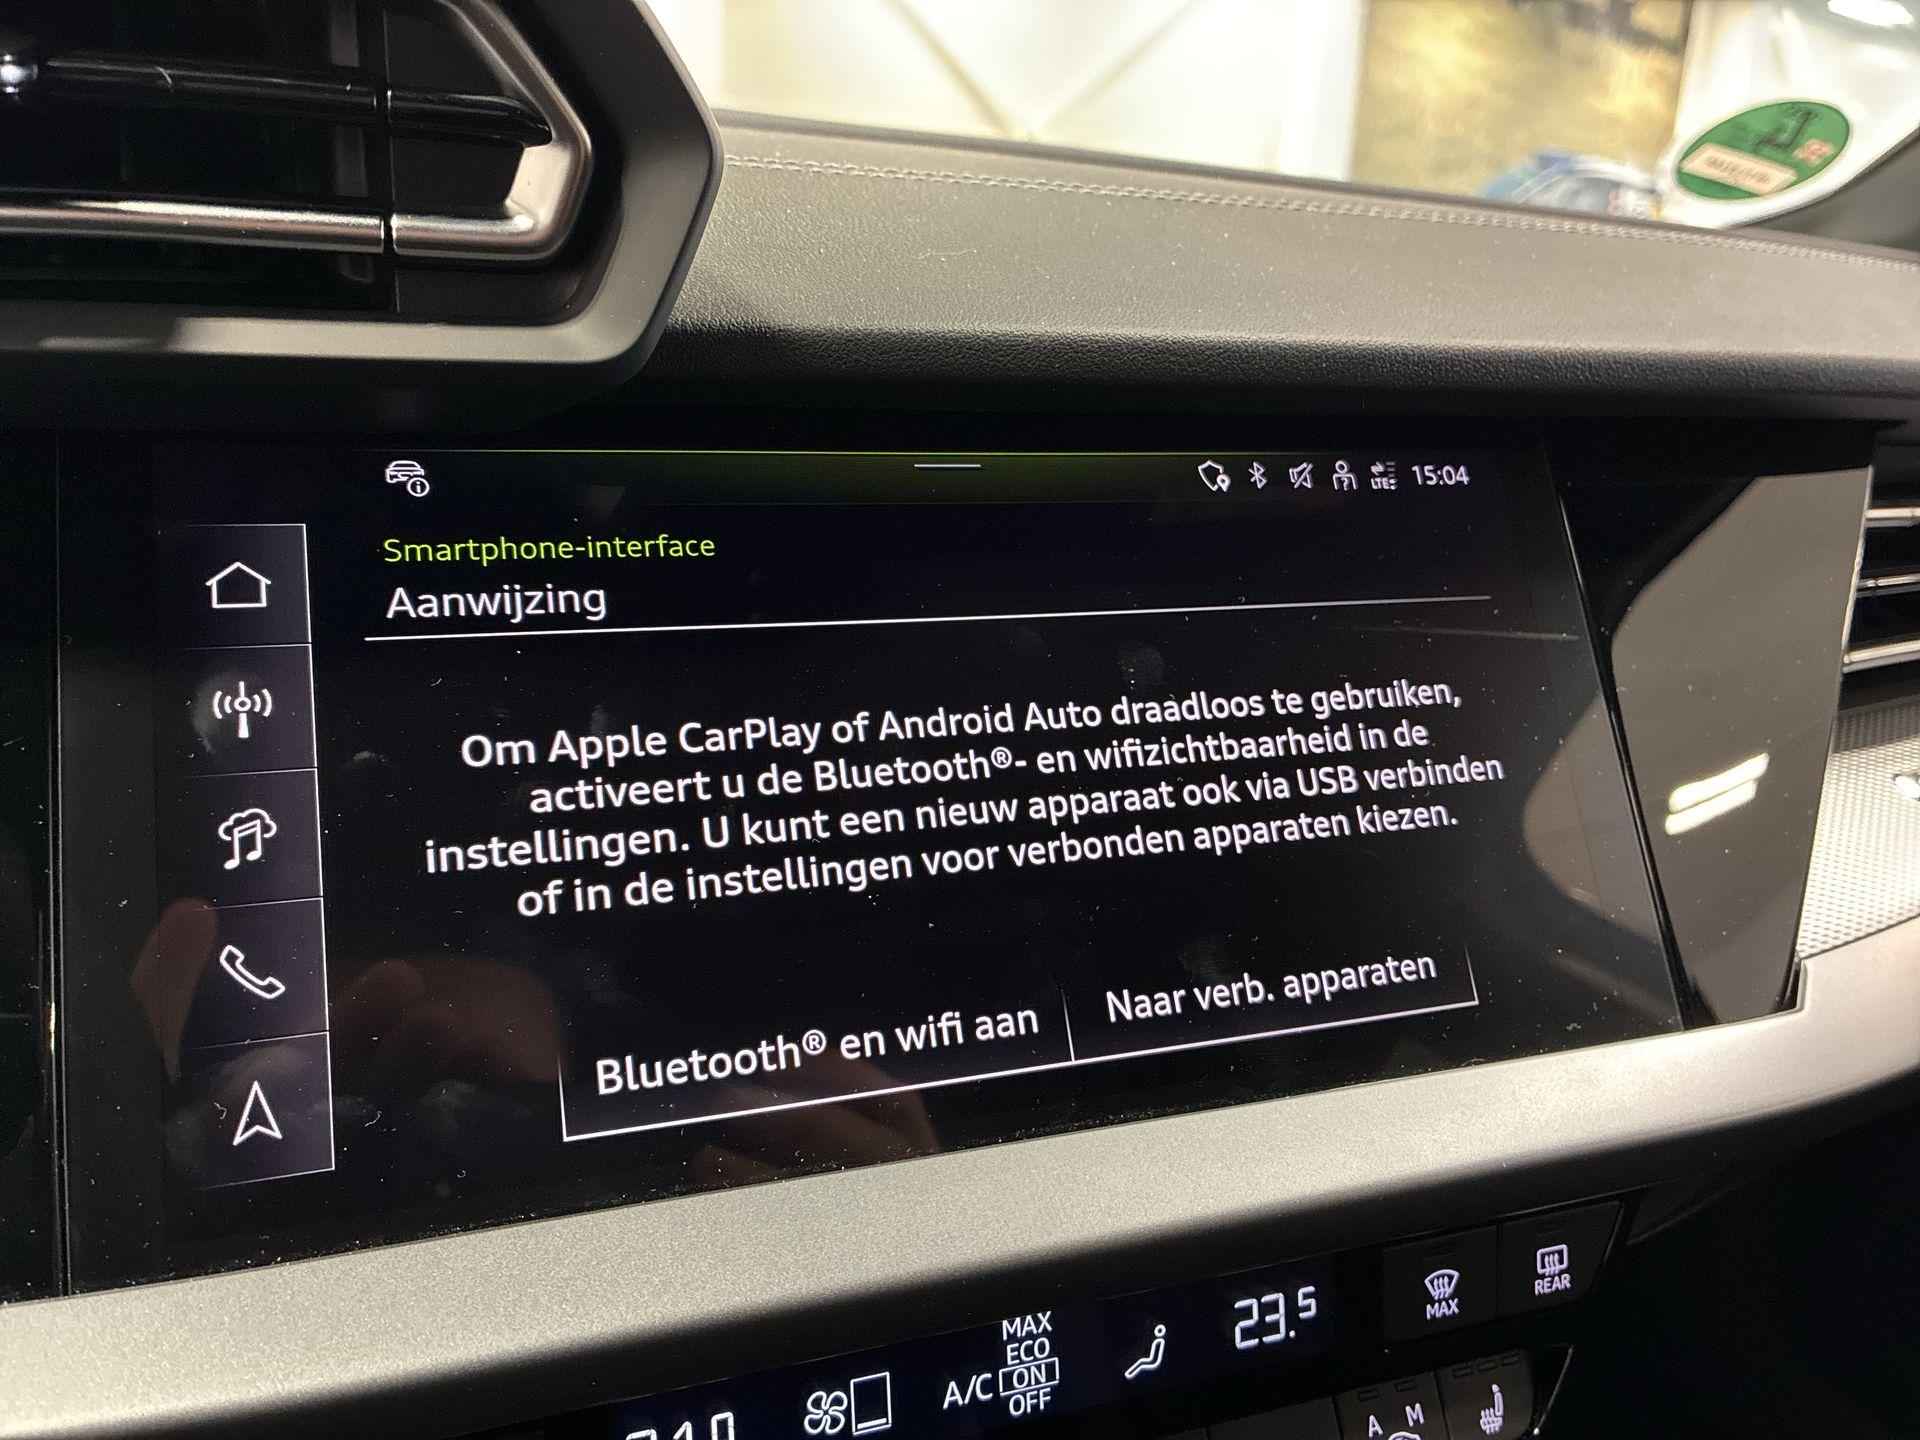 LTE
15:04
Smartphone-interface
Aanwijzing
Om Apple CarPlay of Android Auto draadloos te gebruiken,
activeert u de Bluetooth®- en wifizichtbaarheid in de
instellingen. U kunt een nieuw apparaat ook via USB verbinden
of in de instellingen voor verbonden apparaten kiezen.
Bluetooth® en wifi aan
Naar verb. apparaten
MAX
REAR
23.5
MAX
ECO
A/C ON
OFF
A M